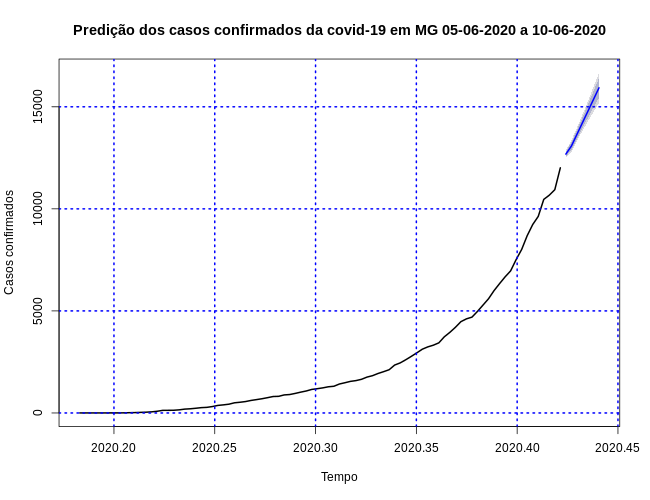 Predição dos casos confirmados da covid-19 em MG 05-06-2020 a 10-06-2020
Casos confirmados
15000
10000
5000
0
2020.20 2020.25 2020.30 2020.35 2020.40 2020.45
Tempo